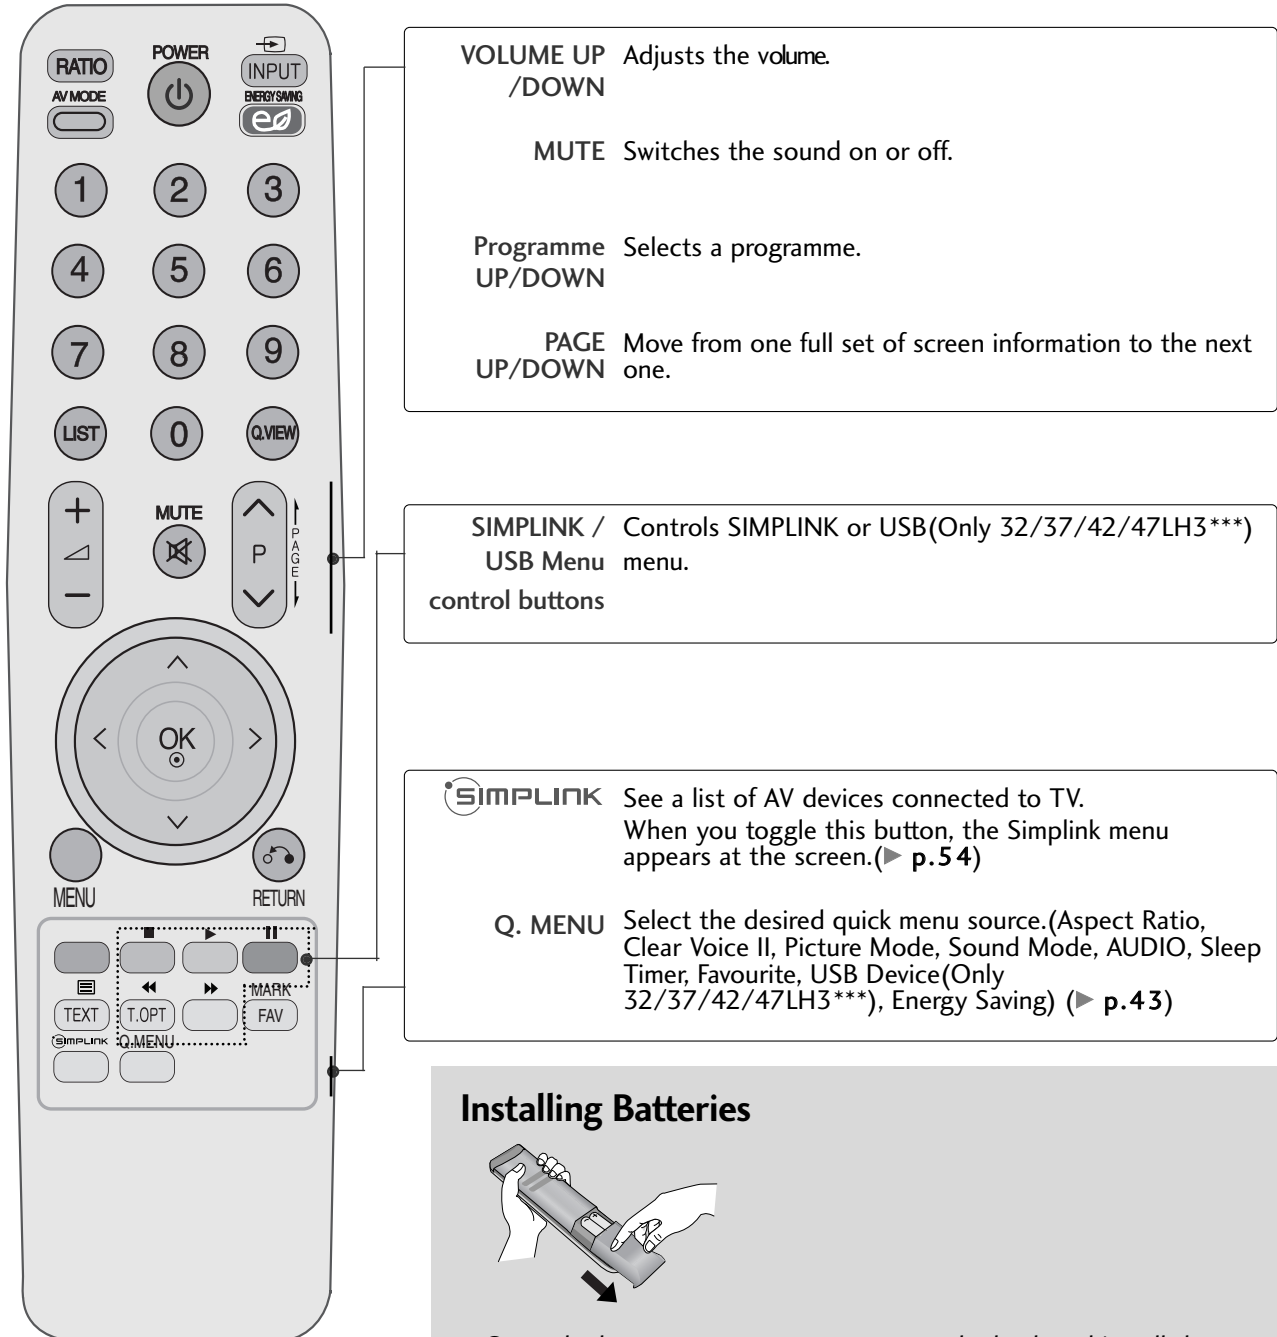 RATIO
POWER
INPUT
AV MODE
ENERGY SAVING
e
1
2
3
4
5
6
7
8
9
LIST
0
Q.VIEW
MUTE
P
PAGE
OK
MENU
RETURN
MARK
TEXT
T.OPT
FAV
SIMPLINK
Q.MENU
VOLUME UP Adjusts the volume.
/DOWN
MUTE Switches the sound on or off.
Programme Selects a programme.
UP/DOWN
PAGE Move from one full set of screen information to the next
UP/DOWN one.
SIMPLINK / Controls SIMPLINK or USB(Only 32/37/42/47LH3***)
USB Menu menu.
control buttons
SIMPLINK See a list of AV devices connected to TV.
When you toggle this button, the Simplink menu
appears at the screen.(▶ p.54)
Q. MENU Select the desired quick menu source.(Aspect Ratio,
Clear Voice II, Picture Mode, Sound Mode, AUDIO, Sleep
Timer, Favourite, USB Device(Only
32/37/42/47LH3***), Energy Saving) (▶ p.43)
Installing Batteries